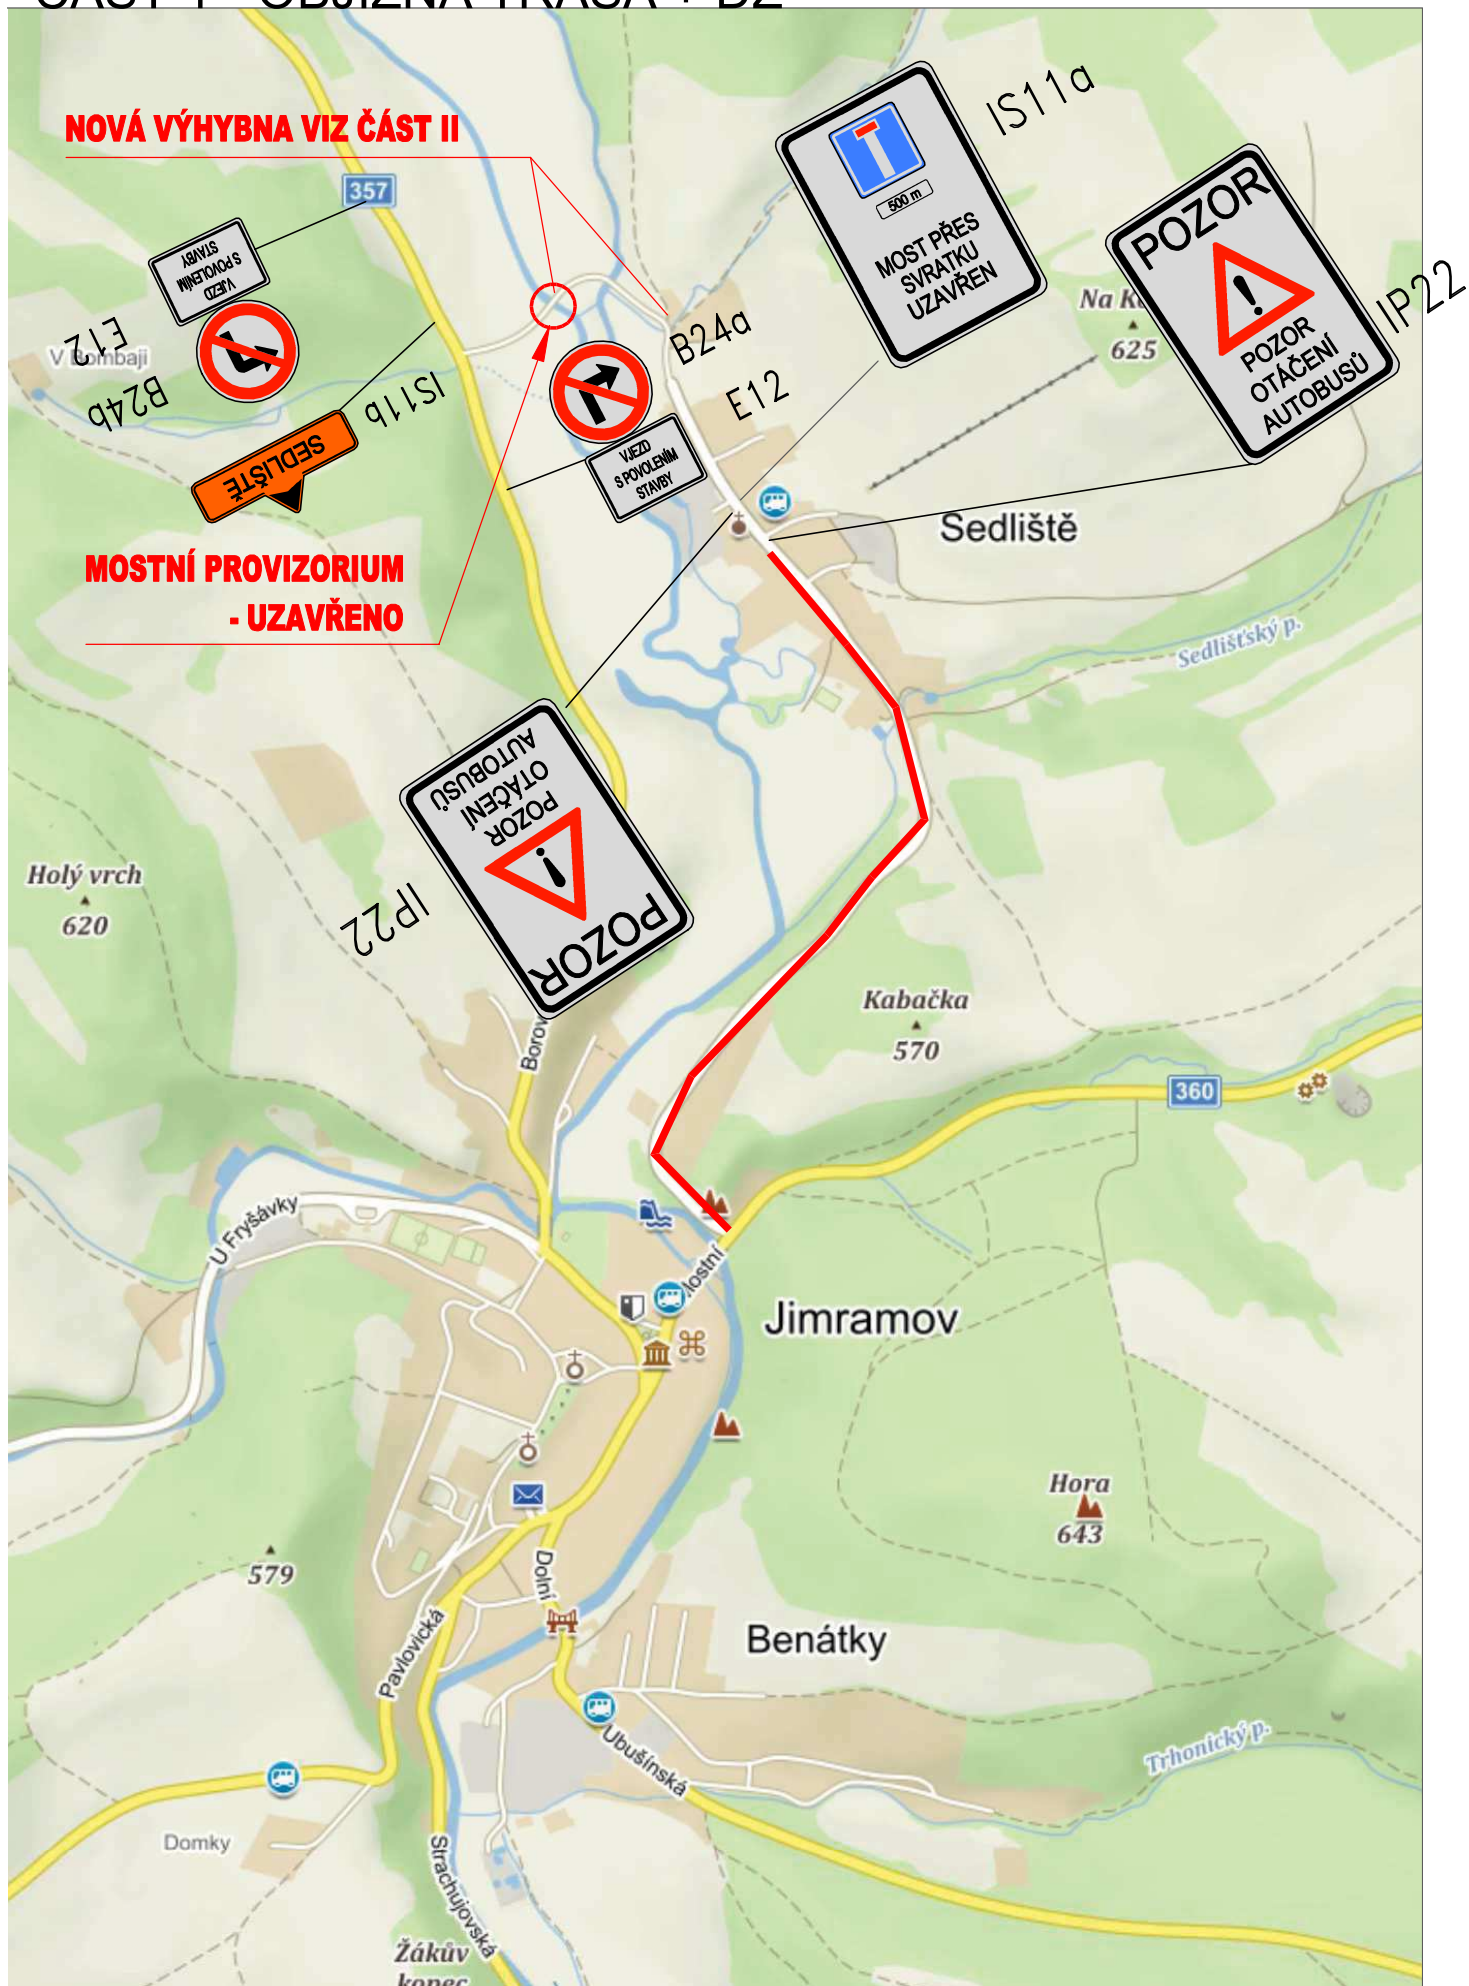 NOVÁ VÝHYBNA VIZ ČÁST II
357
IS11a
500 m
MOST PŘES
SVRATKU
UZAVŘEN
POZOR
POZOR
OTÁČENÍ
AUTOBUSŮ
IP22
VJEZD
S POVOLENÍM
STAVBY
E12
B24b
V Bombaji
IS11b
SEDLIŠTĚ
B24a
E12
VJEZD
S POVOLENÍM
STAVBY
625
MOSTNÍ PROVIZORIUM
- UZAVŘENO
Sedliště
Sedlišťský p.
POZOR
POZOR
OTÁČENÍ
AUTOBUSŮ
IP22
Holý vrch
620
Kabačka
570
360
U Fryšávky
Jimramov
Hora
643
579
Dolní
Pavlovická
Benátky
Ubušínská
Trhonický p.
Domky
Strachujovská
Žákův
kopec